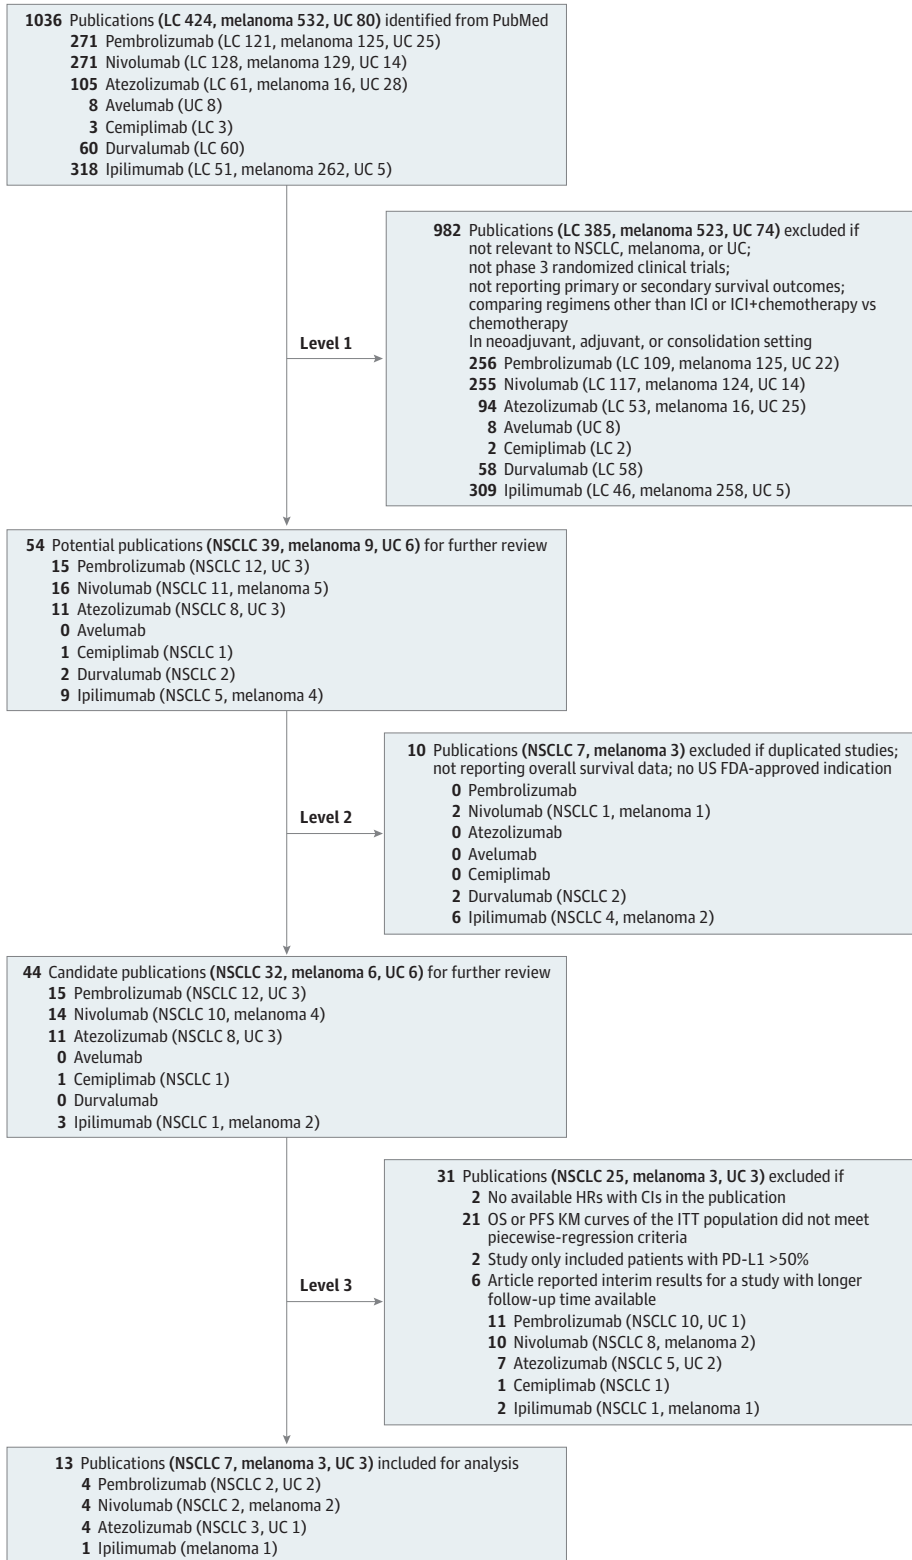 1036 Publications (LC 424, melanoma 532, UC 80) identified from PubMed
271 Pembrolizumab (LC 121, melanoma 125, UC 25)
271 Nivolumab (LC 128, melanoma 129, UC 14)
105 Atezolizumab (LC 61, melanoma 16, UC 28)
8 Avelumab (UC 8)
3 Cemiplimab (LC 3)
60 Durvalumab (LC 60)
318 Ipilimumab (LC 51, melanoma 262, UC 5)
Level 1
982 Publications (LC 385, melanoma 523, UC 74) excluded if
not relevant to NSCLC, melanoma, or UC;
not phase 3 randomized clinical trials;
not reporting primary or secondary survival outcomes;
comparing regimens other than ICI or ICI+chemotherapy vs
chemotherapy
In neoadjuvant, adjuvant, or consolidation setting
256 Pembrolizumab (LC 109, melanoma 125, UC 22)
255 Nivolumab (LC 117, melanoma 124, UC 14)
94 Atezolizumab (LC 53, melanoma 16, UC 25)
8 Avelumab (UC 8)
2 Cemiplimab (LC 2)
58 Durvalumab (LC 58)
309 Ipilimumab (LC 46, melanoma 258, UC 5)
54 Potential publications (NSCLC 39, melanoma 9, UC 6) for further review
15 Pembrolizumab (NSCLC 12, UC 3)
16 Nivolumab (NSCLC 11, melanoma 5)
11 Atezolizumab (NSCLC 8, UC 3)
0 Avelumab
1 Cemiplimab (NSCLC 1)
2 Durvalumab (NSCLC 2)
9 Ipilimumab (NSCLC 5, melanoma 4)
Level 2
10 Publications (NSCLC 7, melanoma 3) excluded if duplicated studies;
not reporting overall survival data; no US FDA-approved indication
0 Pembrolizumab
2 Nivolumab (NSCLC 1, melanoma 1)
0 Atezolizumab
0 Avelumab
0 Cemiplimab
2 Durvalumab (NSCLC 2)
6 Ipilimumab (NSCLC 4, melanoma 2)
44 Candidate publications (NSCLC 32, melanoma 6, UC 6) for further review
15 Pembrolizumab (NSCLC 12, UC 3)
14 Nivolumab (NSCLC 10, melanoma 4)
11 Atezolizumab (NSCLC 8, UC 3)
0 Avelumab
1 Cemiplimab (NSCLC 1)
0 Durvalumab
3 Ipilimumab (NSCLC 1, melanoma 2)
Level 3
31 Publications (NSCLC 25, melanoma 3, UC 3) excluded if
2 No available HRs with CIs in the publication
21 OS or PFS KM curves of the ITT population did not meet
piecewise-regression criteria
2 Study only included patients with PD-L1 >50%
6 Article reported interim results for a study with longer
follow-up time available
11 Pembrolizumab (NSCLC 10, UC 1)
10 Nivolumab (NSCLC 8, melanoma 2)
7 Atezolizumab (NSCLC 5, UC 2)
1 Cemiplimab (NSCLC 1)
2 Ipilimumab (NSCLC 1, melanoma 1)
13 Publications (NSCLC 7, melanoma 3, UC 3) included for analysis
4 Pembrolizumab (NSCLC 2, UC 2)
4 Nivolumab (NSCLC 2, melanoma 2)
4 Atezolizumab (NSCLC 3, UC 1)
1 Ipilimumab (melanoma 1)